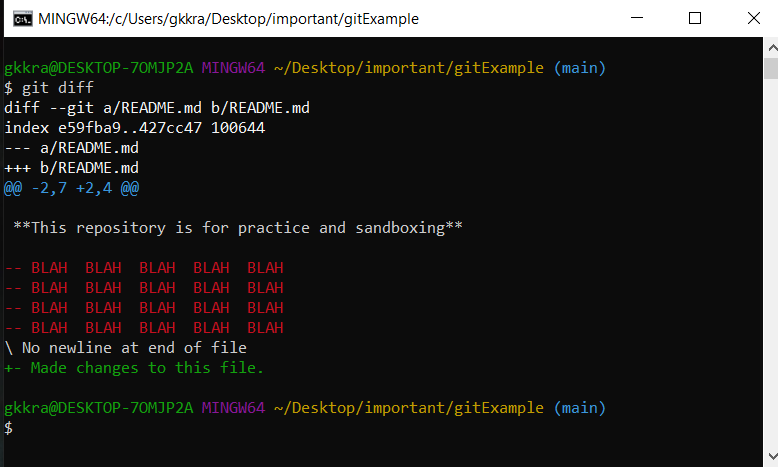 MINGW64:/c/Users/gkkra/Desktop/important/gitExample
gkkra@DESKTOP-7OMJP2A MINGW64 ~/Desktop/important/gitExample (main)
$ git diff
diff --git a/README.md b/README.md
index e59fba9..427cc47 100644
--- a/README.md
+++ b/README.md
@@ -2,7 +2,4 @@
**This repository is for practice and sandboxing**
-- BLAH  BLAH  BLAH  BLAH  BLAH
-- BLAH  BLAH  BLAH  BLAH  BLAH
-- BLAH  BLAH  BLAH  BLAH  BLAH
-- BLAH  BLAH  BLAH  BLAH  BLAH
\ No newline at end of file
+- Made changes to this file.
gkkra@DESKTOP-7OMJP2A MINGW64 ~/Desktop/important/gitExample (main)
$